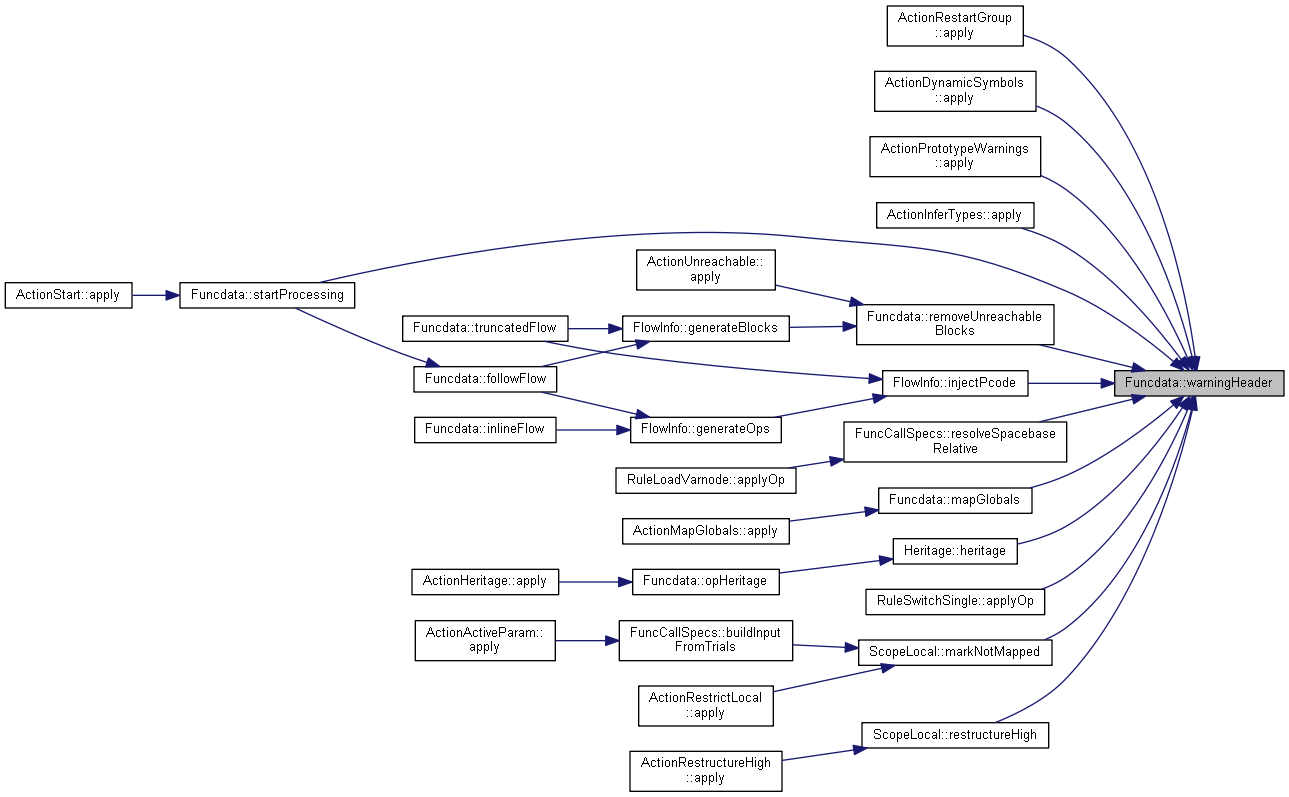 ActionRestartGroup
::apply
ActionDynamicSymbols
::apply
ActionPrototypeWarnings
::apply
ActionInferTypes::apply
ActionUnreachable::
apply
ActionStart::apply
Funcdata::startProcessing
Funcdata::removeUnreachable
Blocks
Funcdata::truncatedFlow
FlowInfo::generateBlocks
Funcdata::followFlow
FlowInfo::injectPcode
Funcdata::warningHeader
Funcdata::inlineFlow
FlowInfo::generateOps
FuncCallSpecs::resolveSpacebase
Relative
RuleLoadVarnode::applyOp
Funcdata::mapGlobals
ActionMapGlobals::apply
Heritage::heritage
ActionHeritage::apply
Funcdata::opHeritage
RuleSwitchSingle::applyOp
ActionActiveParam::
apply
FuncCallSpecs::buildInput
FromTrials
ScopeLocal::markNotMapped
ActionRestrictLocal
::apply
ScopeLocal::restructureHigh
ActionRestructureHigh
::apply